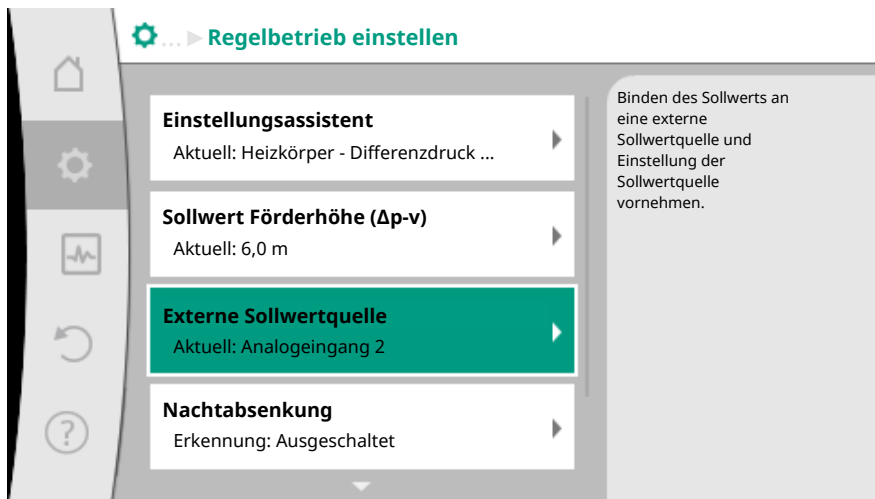 ... ▶ Regelbetrieb einstellen
Einstellungsassistent
Aktuell: Heizkörper - Differenzdruck ...
Sollwert Förderhöhe (Δp-v)
Aktuell: 6,0 m
Externe Sollwertquelle
Aktuell: Analogeingang 2
Nachtabsenkung
Erkennung: Ausgeschaltet
Binden des Sollwerts an
eine externe
Sollwertquelle und
Einstellung der
Sollwertquelle
vornehmen.
?